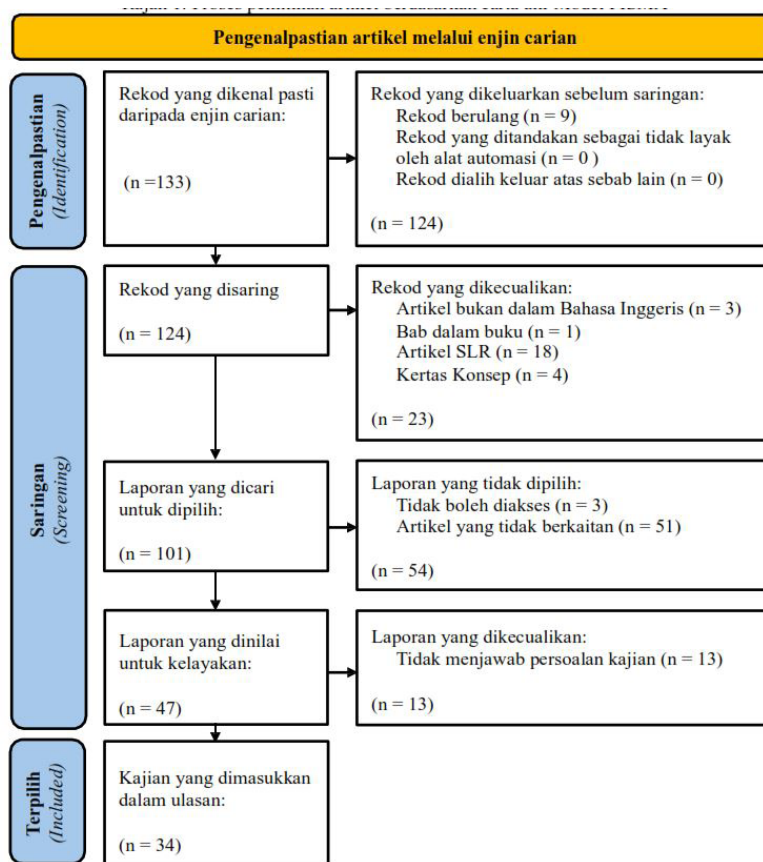 Pengenalpastian artikel melalui enjin carian
Pengenalpastian
(Identification)
Rekod yang dikenal pasti
daripada enjin carian:
(n =133)
Rekod yang dikeluarkan sebelum saringan:
Rekod berulang (n = 9)
Rekod yang ditandakan sebagai tidak layak
oleh alat automasi (n = 0 )
Rekod dialih keluar atas sebab lain (n = 0)
(n = 124)
Saringan
(Screening)
Rekod yang disaring
(n = 124)
Rekod yang dikecualikan:
Artikel bukan dalam Bahasa Inggeris (n = 3)
Bab dalam buku (n = 1)
Artikel SLR (n = 18)
Kertas Konsep (n = 4)
(n = 23)
Laporan yang dicari
untuk dipilih:
(n = 101)
Laporan yang tidak dipilih:
Tidak boleh diakses (n = 3)
Artikel yang tidak berkaitan (n = 51)
(n = 54)
Laporan yang dinilai
untuk kelayakan:
(n = 47)
Laporan yang dikecualikan:
Tidak menjawab persoalan kajian (n = 13)
(n = 13)
Terpilih
(Included)
Kajian yang dimasukkan
dalam ulasan:
(n = 34)